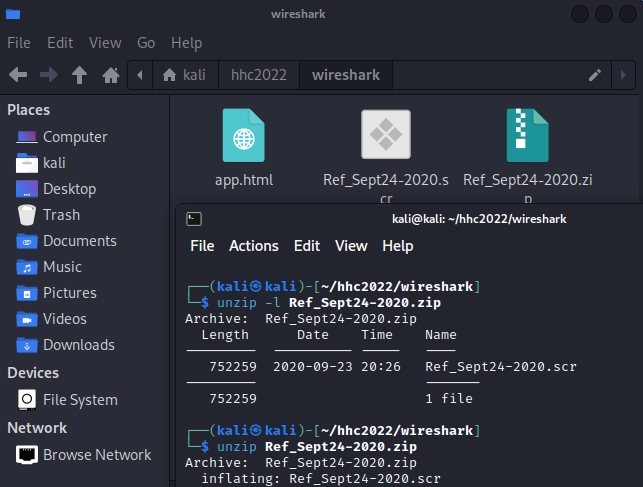 wireshark
File Edit View Go Help
kali hhc2022 wireshark
Places
Computer
kali
Desktop
Trash
Documents
Music
Pictures
Videos
Downloads
Devices
File System
Network
Browse Network
app.html
Ref_Sept24-2020.s
cr
Ref_Sept24-2020.zi
p
kali@kali: ~/hhc2022/wireshark
File Actions Edit View Help
┌──(kali㉿kali)-[~/hhc2022/wireshark]
└─$ unzip -l Ref_Sept24-2020.zip
Archive:  Ref_Sept24-2020.zip
  Length      Date    Time    Name
---------  ---------- -----   ----
   752259  2020-09-23 20:26   Ref_Sept24-2020.scr
---------                     -------
   752259                     1 file
┌──(kali㉿kali)-[~/hhc2022/wireshark]
└─$ unzip Ref_Sept24-2020.zip
Archive:  Ref_Sept24-2020.zip
  inflating: Ref_Sept24-2020.scr